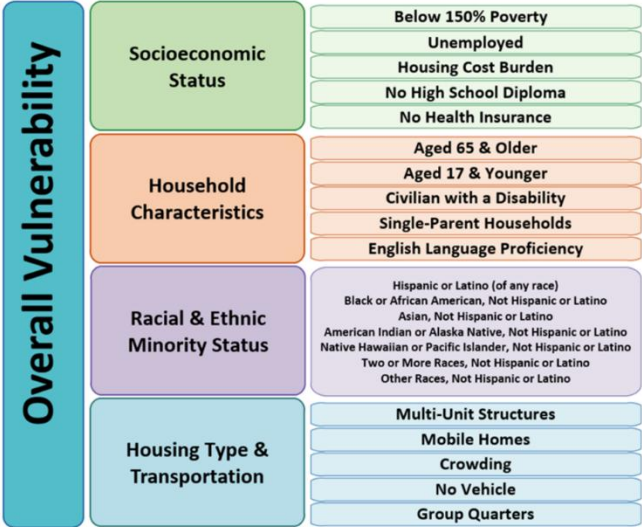 Overall Vulnerability
Socioeconomic
Status
Below 150% Poverty
Unemployed
Housing Cost Burden
No High School Diploma
No Health Insurance
Household
Characteristics
Aged 65 & Older
Aged 17 & Younger
Civilian with a Disability
Single-Parent Households
English Language Proficiency
Racial & Ethnic
Minority Status
Hispanic or Latino (of any race)
Black or African American, Not Hispanic or Latino
Asian, Not Hispanic or Latino
American Indian or Alaska Native, Not Hispanic or Latino
Native Hawaiian or Pacific Islander, Not Hispanic or Latino
Two or More Races, Not Hispanic or Latino
Other Races, Not Hispanic or Latino
Housing Type &
Transportation
Multi-Unit Structures
Mobile Homes
Crowding
No Vehicle
Group Quarters